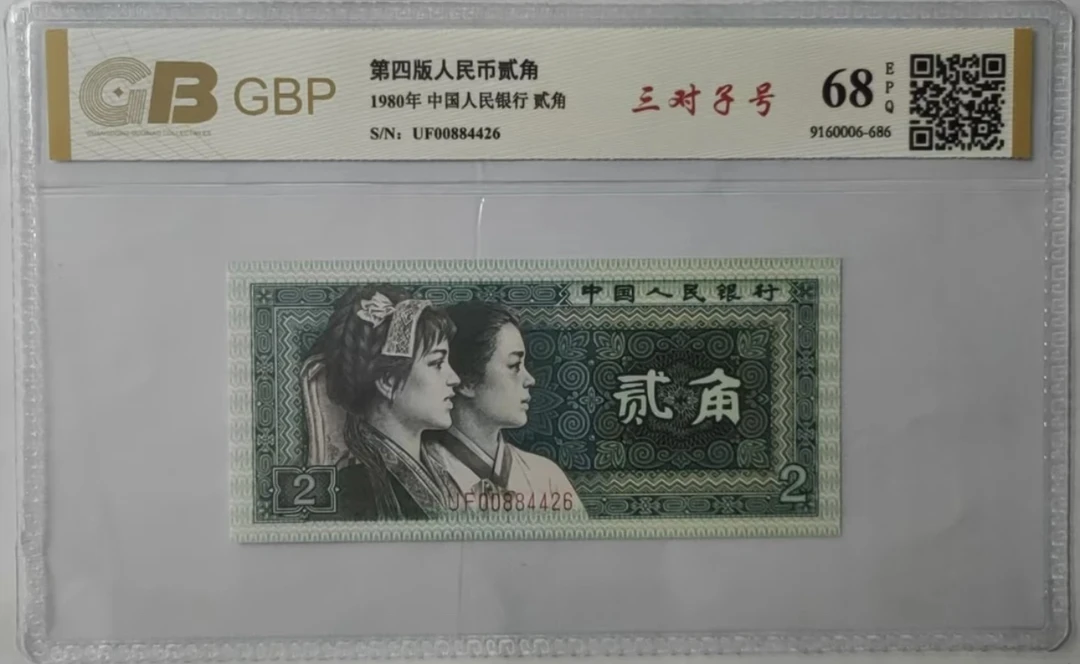 GB GBP
第四版人民币贰角
1980年 中国人民银行 贰角
S/N: UF00884426
三对子号
68
EPQ
9160006-686
中国人民银行
贰角
2
2
UF00884426